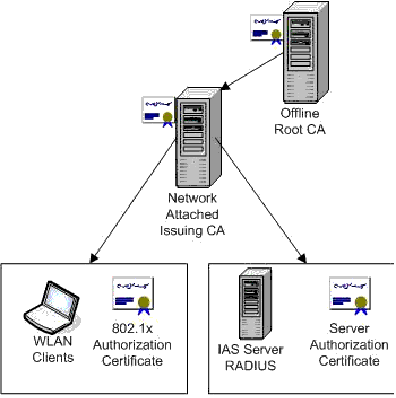 Offline
Root CA
Network
Attached
Issuing CA
WLAN
Clients
802.1x
Authorization
Certificate
IAS Server
RADIUS
Server
Authorization
Certificate